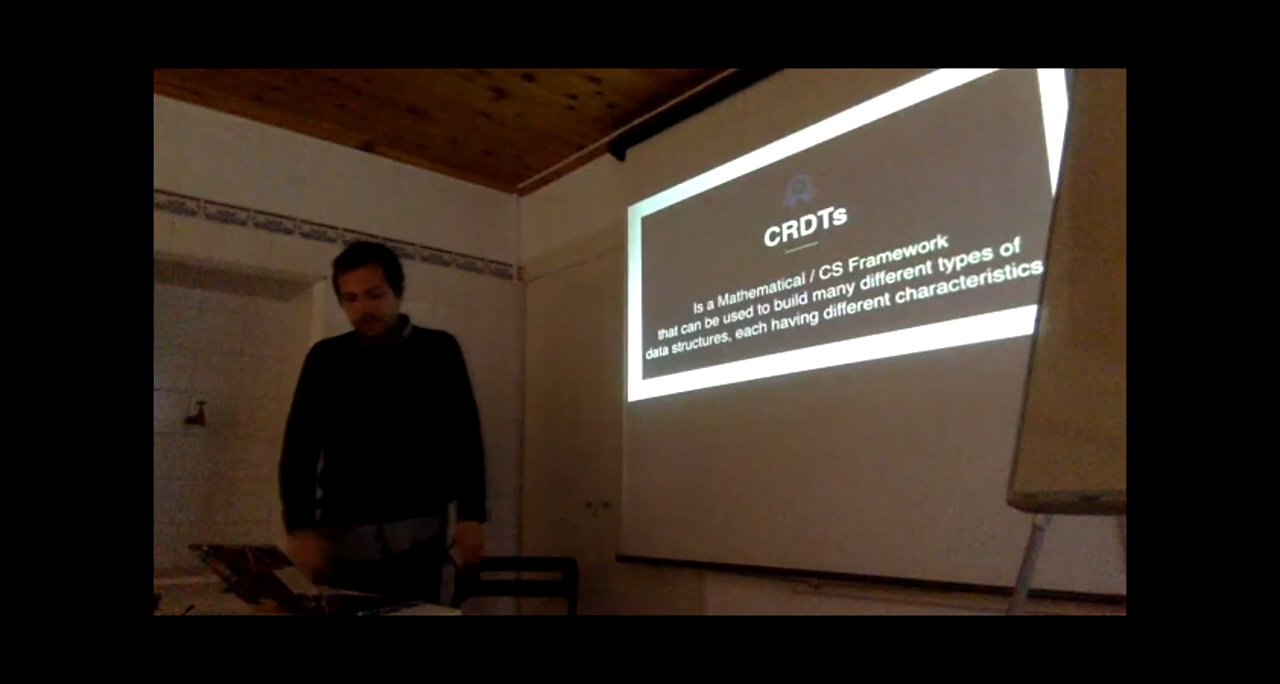 CRDTs
Is a Mathematical / CS Framework
that can be used to build many different types of
data structures, each having different characteristics